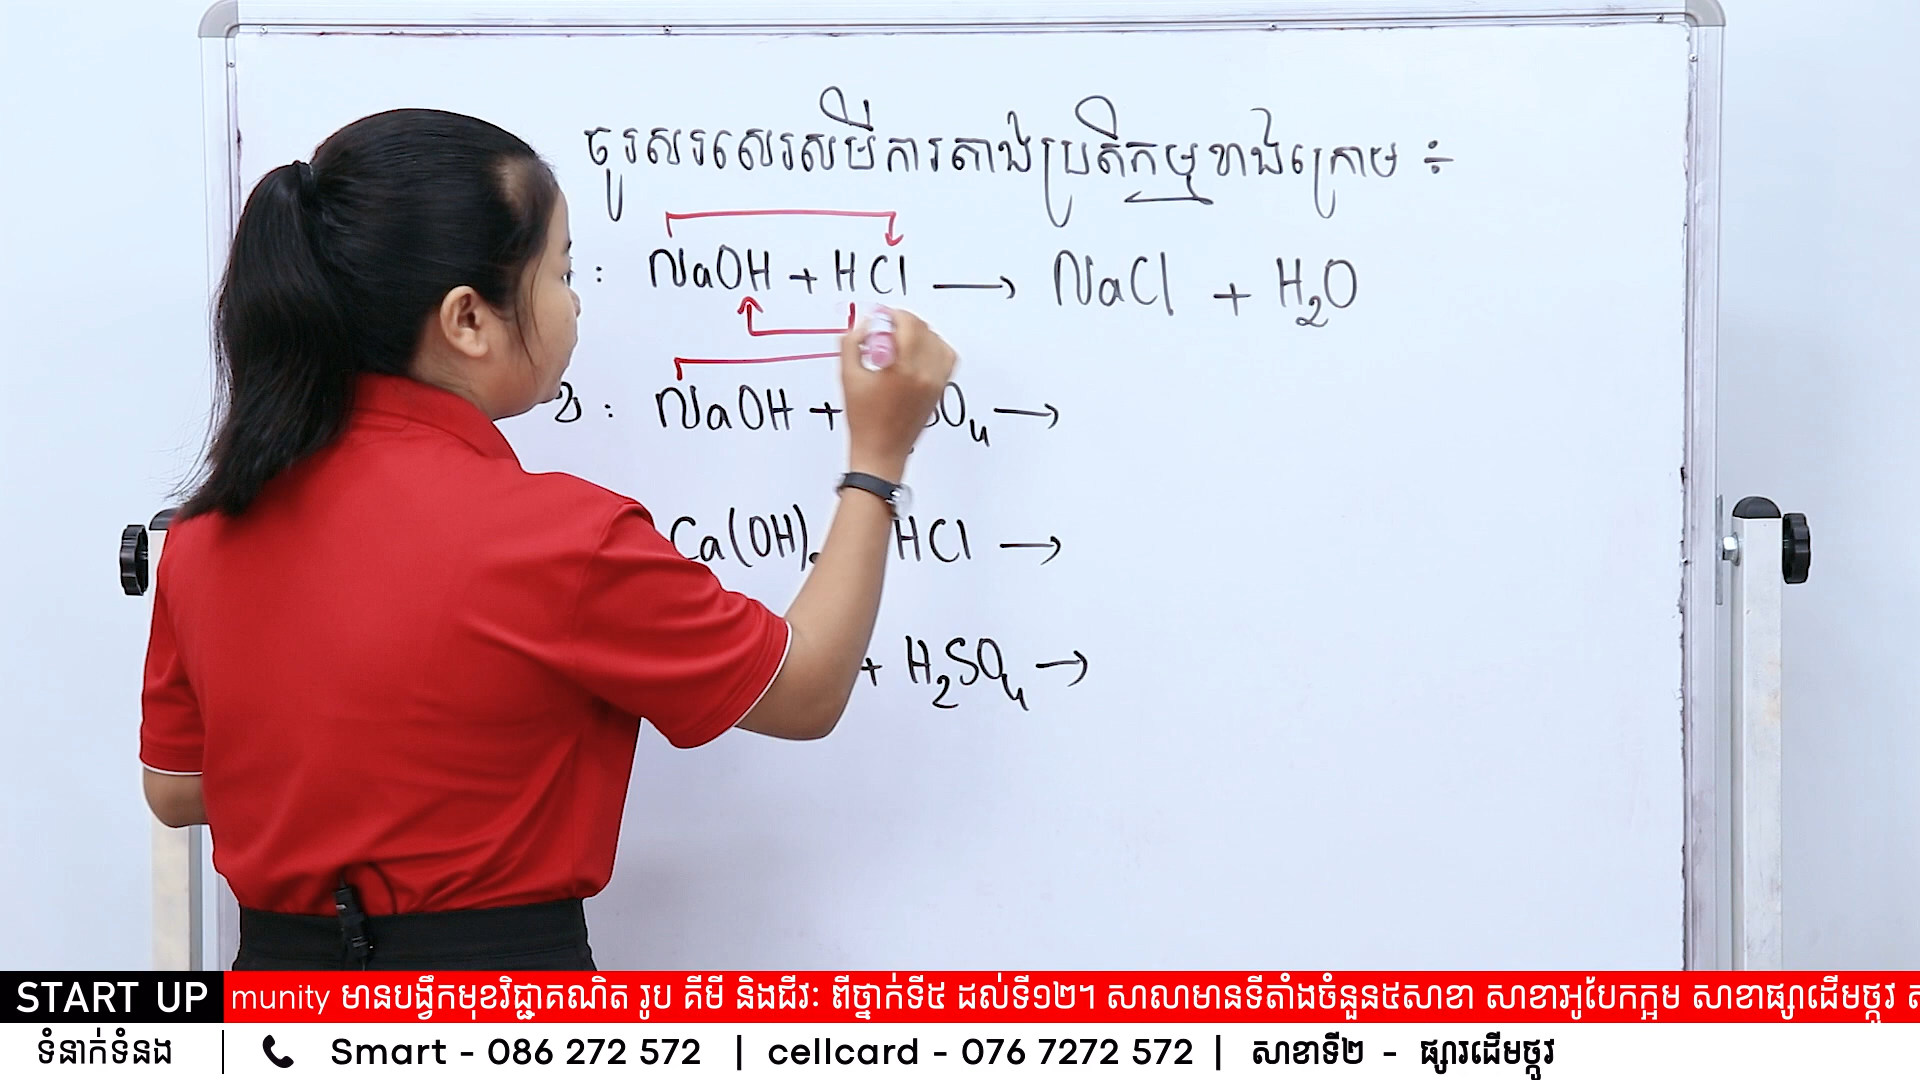 ចូរសរសេរសមីការតាងប្រតិកម្មខាងក្រោម ÷
: NaOH + HCl → NaCl + H₂O
ខ : NaOH + SO₄ →
Ca(OH)₂ HCl →
+ H₂SO₄ →
START UP munity មានបង្រៀនមុខវិជ្ជាគណិត រូប គីមី និងជីវៈ ពីថ្នាក់ទី៥ ដល់ទី១២។ សាលាមានទីតាំងចំនួន៥សាខា សាខាអូបែកក្អម សាខាផ្សារដើមថ្កូវ
ទំនាក់ទំនង Smart - 086 272 572 | cellcard - 076 7272 572 | សាខាទី២ - ផ្សារដើមថ្កូវ